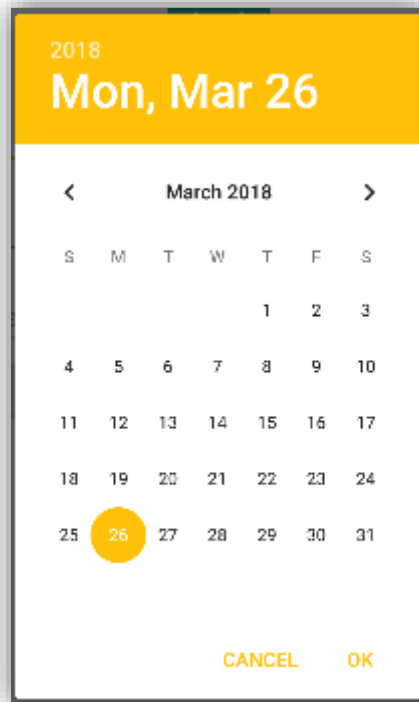 2018
Mon, Mar 26
March 2018
S M T W T F S
1 2 3
4 5 6 7 8 9 10
11 12 13 14 15 16 17
18 19 20 21 22 23 24
25 26 27 28 29 30 31
CANCEL OK